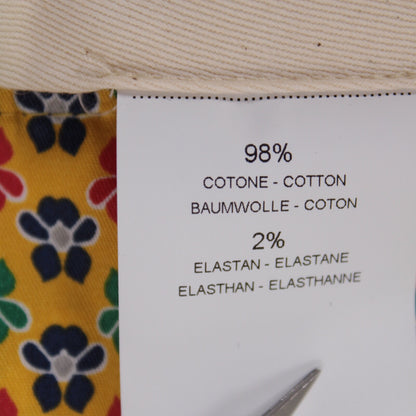 98%
COTONE - COTTON
BAUMWOLLE - COTON
2%
ELASTAN - ELASTANE
ELASTHAN - ELASTHANNE